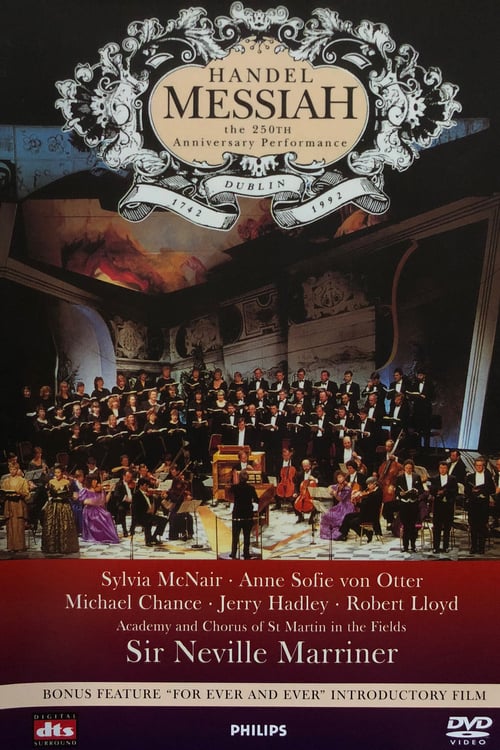 HANDEL
MESSIAH
the 250TH
Anniversary Performance
DUBLIN
1742
1992
Sylvia McNair · Anne Sofie von Otter
Michael Chance · Jerry Hadley · Robert Lloyd
Academy and Chorus of St Martin in the Fields
Sir Neville Marriner
BONUS FEATURE “FOR EVER AND EVER” INTRODUCTORY FILM
DIGITAL
dts
SURROUND
PHILIPS
DVD
VIDEO